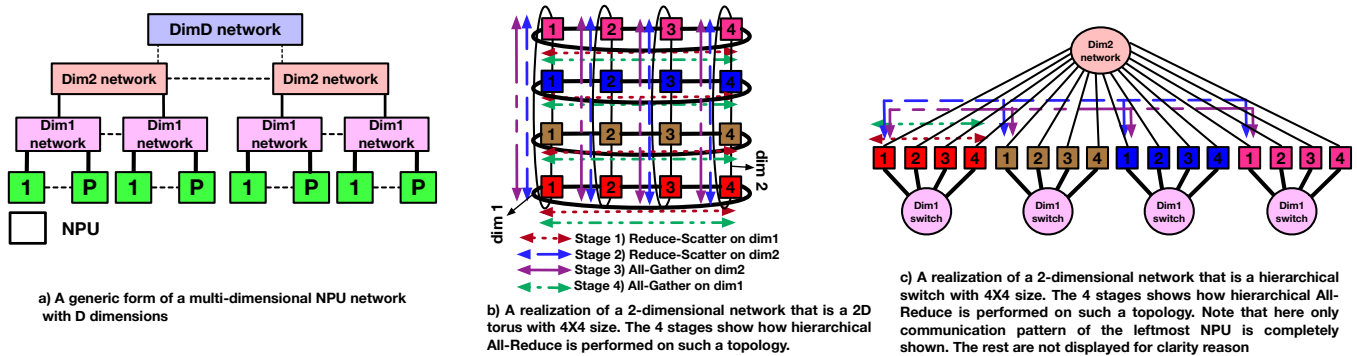 DimD network
Dim2 network
Dim2 network
Dim1
network
Dim1
network
Dim1
network
Dim1
network
1
P
1
P
1
P
1
P
NPU
a) A generic form of a multi-dimensional NPU network
with D dimensions
1
2
3
4
1
2
3
4
1
2
3
4
1
2
3
4
dim 2
dim 1
Stage 1) Reduce-Scatter on dim1
Stage 2) Reduce-Scatter on dim2
Stage 3) All-Gather on dim2
Stage 4) All-Gather on dim1
b) A realization of a 2-dimensional network that is a 2D
torus with 4X4 size. The 4 stages show how hierarchical
All-Reduce is performed on such a topology.
Dim2
network
1
2
3
4
1
2
3
4
1
2
3
4
1
2
3
4
Dim1
switch
Dim1
switch
Dim1
switch
Dim1
switch
c) A realization of a 2-dimensional network that is a hierarchical
switch with 4X4 size. The 4 stages shows how hierarchical All-
Reduce is performed on such a topology. Note that here only
communication pattern of the leftmost NPU is completely
shown. The rest are not displayed for clarity reason